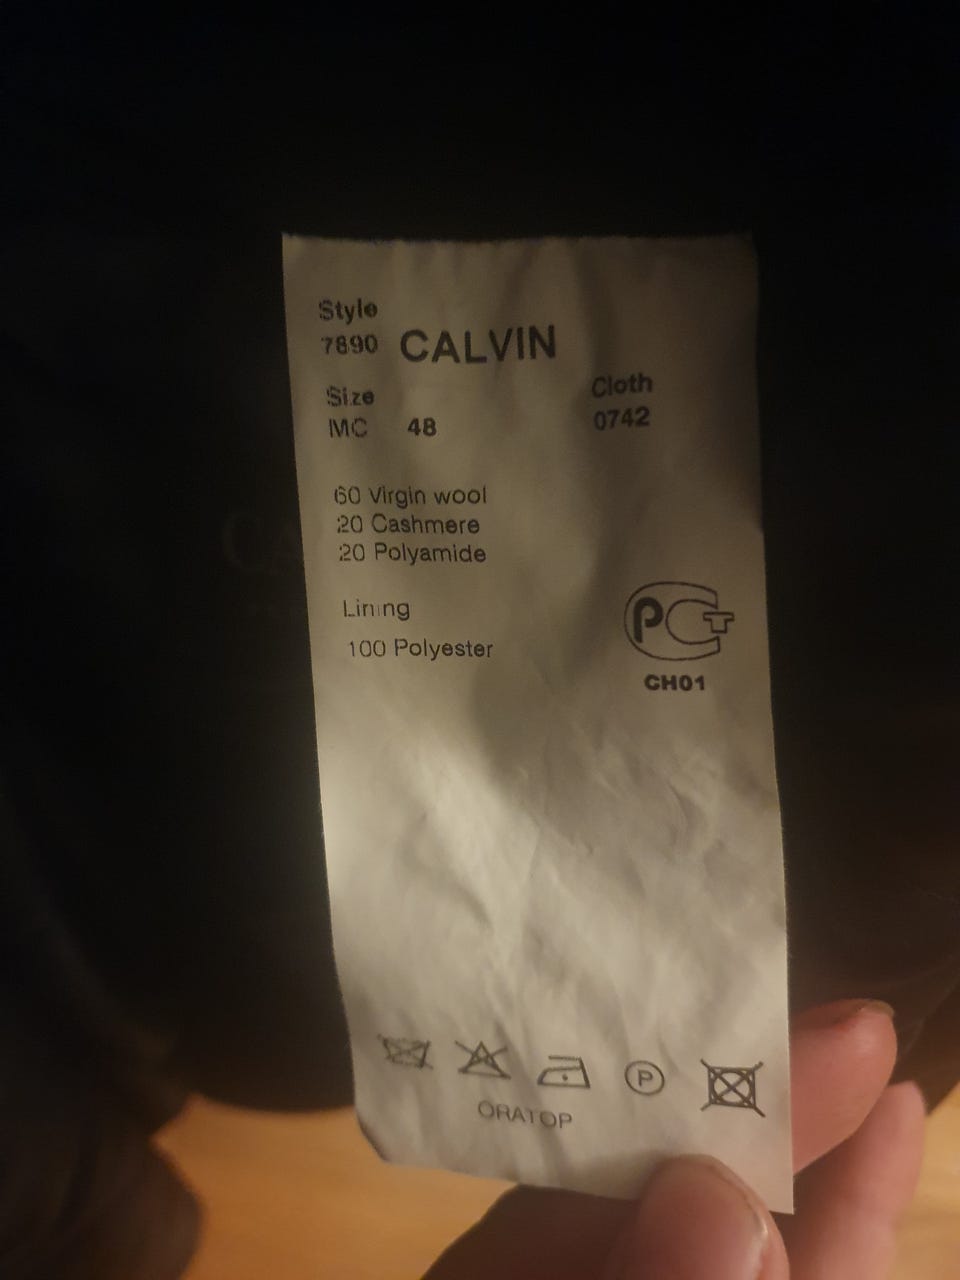 Style
7890 CALVIN
Size Cloth
MC 48 0742
60 Virgin wool
20 Cashmere
20 Polyamide
Lining
100 Polyester
PCT
CH01
P
ORATOP